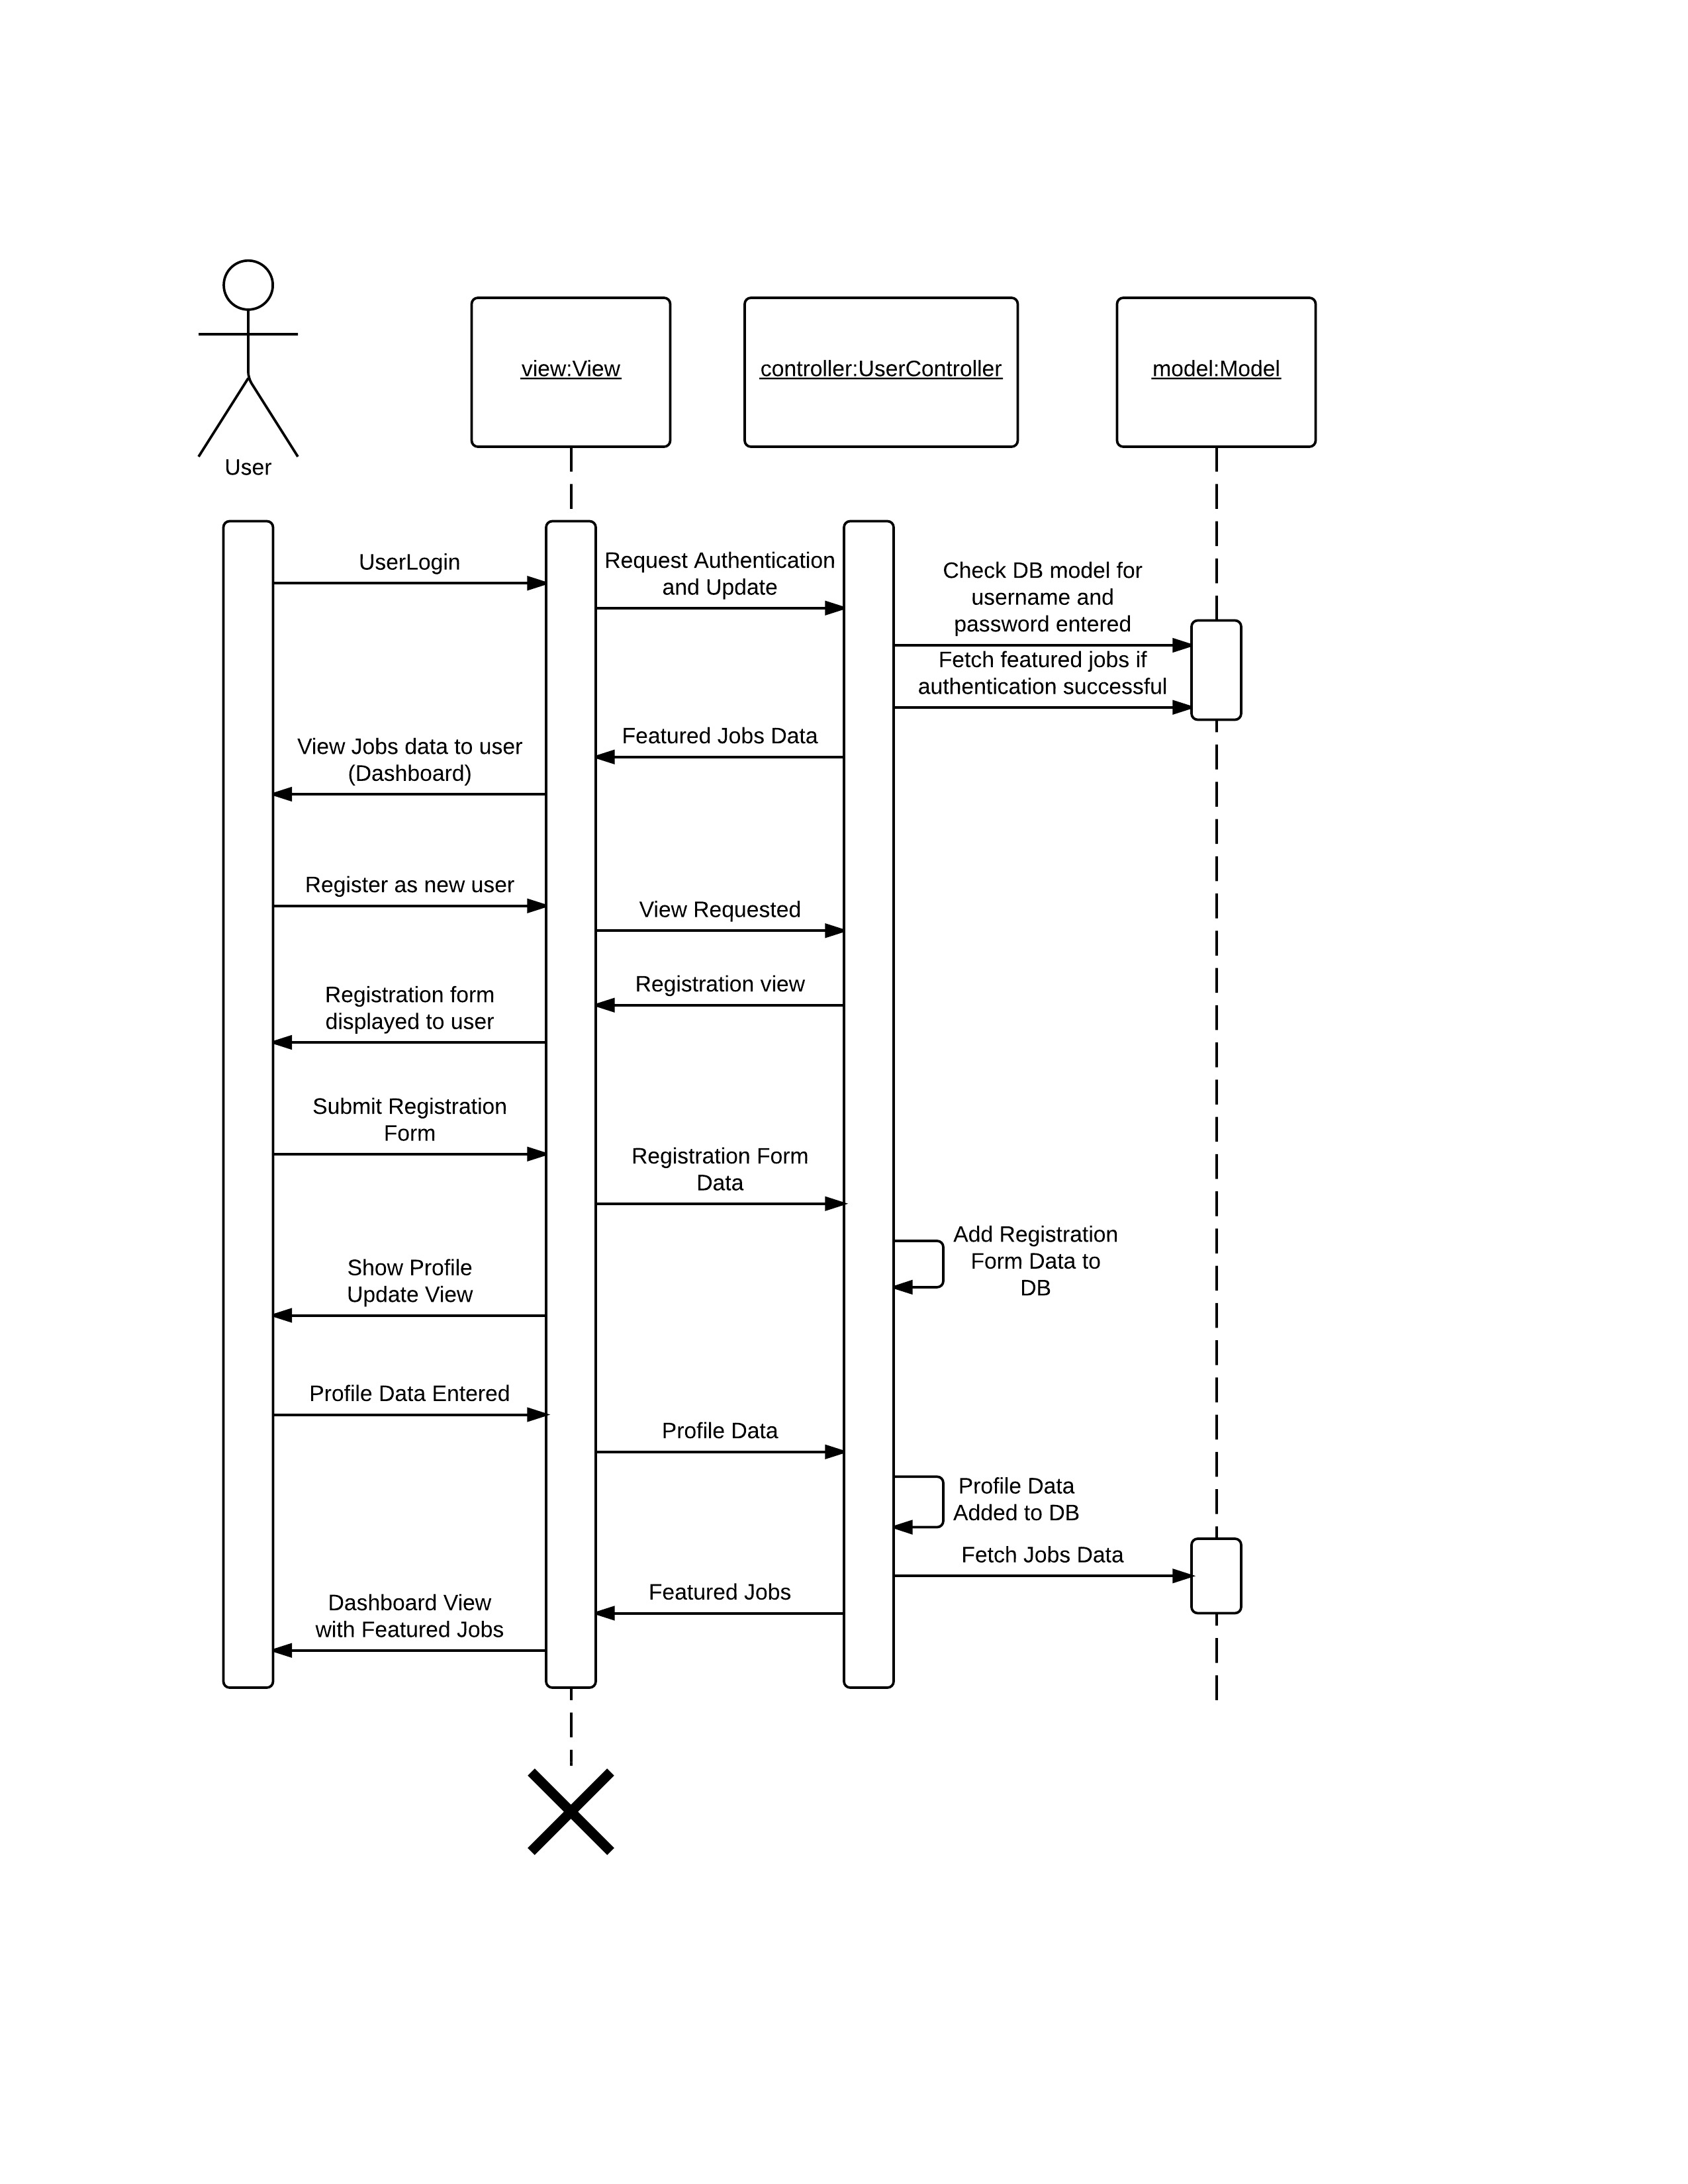 view:View
controller:UserController
model:Model
User
UserLogin
Request Authentication
and Update
Check DB model for
username and
password entered
Fetch featured jobs if
authentication successful
Featured Jobs Data
View Jobs data to user
(Dashboard)
Register as new user
View Requested
Registration view
Registration form
displayed to user
Submit Registration
Form
Registration Form
Data
Add Registration
Form Data to
DB
Show Profile
Update View
Profile Data Entered
Profile Data
Profile Data
Added to DB
Fetch Jobs Data
Featured Jobs
Dashboard View
with Featured Jobs